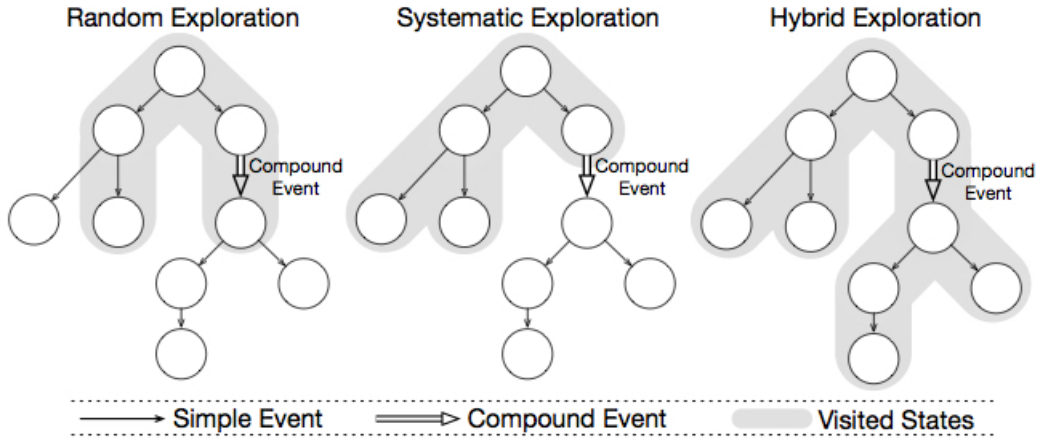 Random Exploration
Systematic Exploration
Hybrid Exploration
Compound
Event
Compound
Event
Compound
Event
Simple Event
Compound Event
Visited States